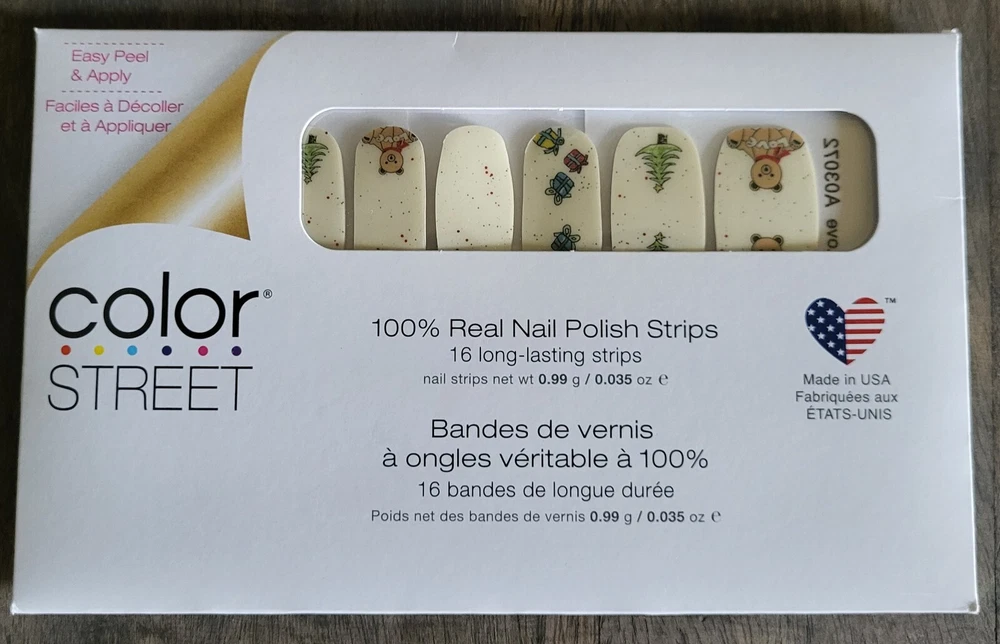 Easy Peel
& Apply
Faciles à Décoller
et à Appliquer
color®
STREET
100% Real Nail Polish Strips
16 long-lasting strips
nail strips net wt 0.99 g / 0.035 oz ℮
Bandes de vernis
à ongles véritable à 100%
16 bandes de longue durée
Poids net des bandes de vernis 0.99 g / 0.035 oz ℮
™
Made in USA
Fabriquées aux
ÉTATS-UNIS